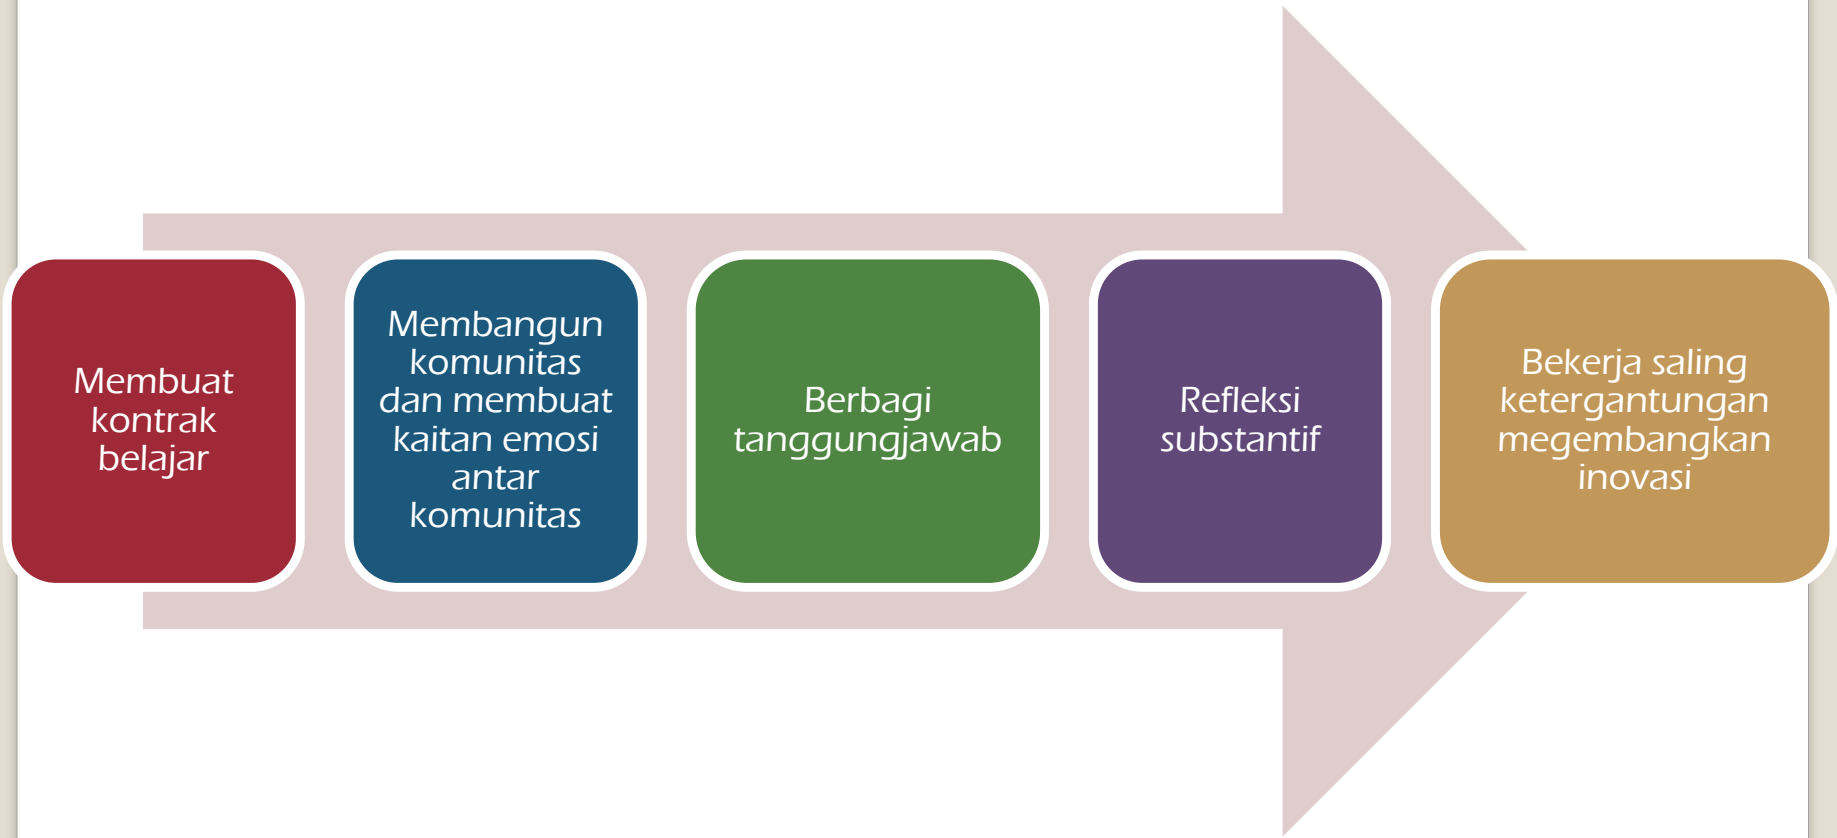 Membuat
kontrak
belajar
Membangun
komunitas
dan membuat
kaitan emosi
antar
komunitas
Berbagi
tanggungjawab
Refleksi
substantif
Bekerja saling
ketergantungan
megembangkan
inovasi